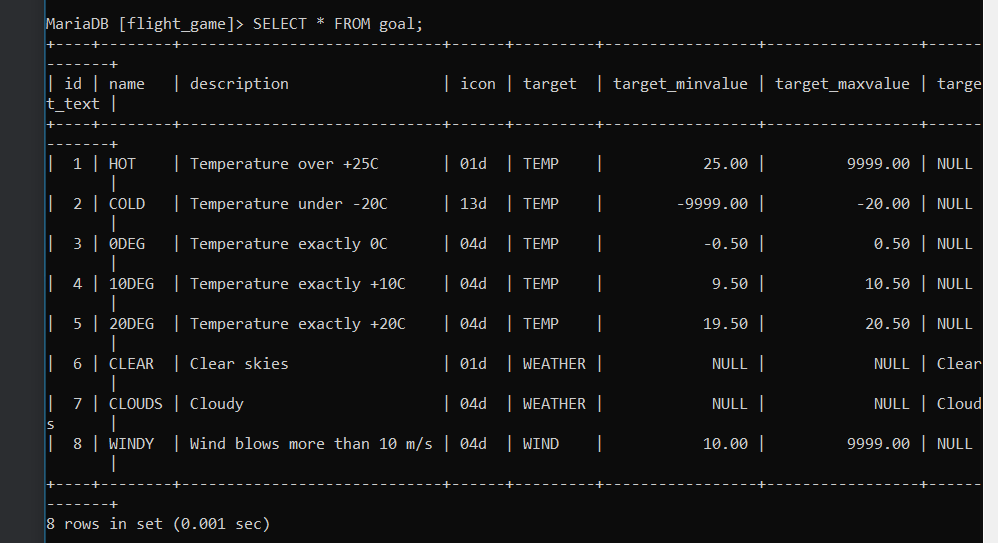 MariaDB [flight_game]> SELECT * FROM goal;
+----+--------+-----------------------------+------+---------+-----------------+-----------------+------
-------+
| id | name   | description                 | icon | target  | target_minvalue | target_maxvalue | targe
t_text |
+----+--------+-----------------------------+------+---------+-----------------+-----------------+------
-------+
|  1 | HOT    | Temperature over +25C       | 01d  | TEMP    |           25.00 |         9999.00 | NULL
       |
|  2 | COLD   | Temperature under -20C      | 13d  | TEMP    |        -9999.00 |          -20.00 | NULL
       |
|  3 | 0DEG   | Temperature exactly 0C      | 04d  | TEMP    |           -0.50 |            0.50 | NULL
       |
|  4 | 10DEG  | Temperature exactly +10C    | 04d  | TEMP    |            9.50 |           10.50 | NULL
       |
|  5 | 20DEG  | Temperature exactly +20C    | 04d  | TEMP    |           19.50 |           20.50 | NULL
       |
|  6 | CLEAR  | Clear skies                 | 01d  | WEATHER |            NULL |            NULL | Clear
       |
|  7 | CLOUDS | Cloudy                      | 04d  | WEATHER |            NULL |            NULL | Cloud
s      |
|  8 | WINDY  | Wind blows more than 10 m/s | 04d  | WIND    |           10.00 |         9999.00 | NULL
       |
+----+--------+-----------------------------+------+---------+-----------------+-----------------+------
-------+
8 rows in set (0.001 sec)